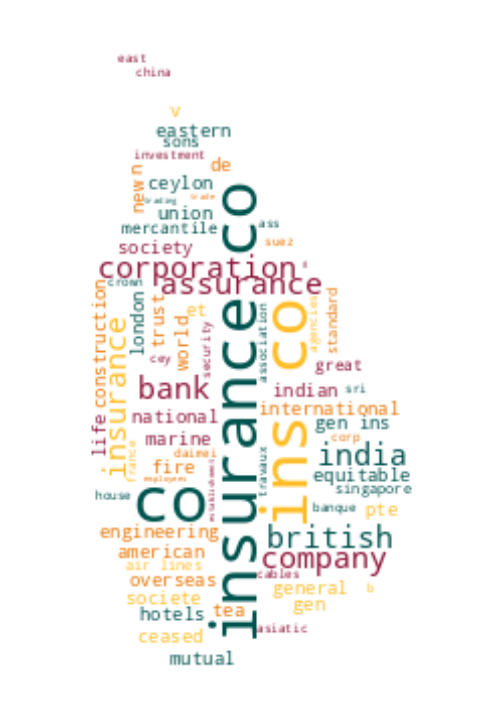 east
china
v
eastern
sons
investment
de
new n
ceylon
trading
trade
union
insurance co
mercantile
ass
society
suez
corporation
assurance
crown
construction
london
trust
et
world
security
association
ins co
agencies
standard
insurance
cey
great
bank
indian
sri
international
national
gen ins
life
marine
corp
france
daimei
fire
india
employees
equitable
establishment
travaux
singapore
house
co
banque
pte
engineering
british
american
company
air lines
cables
overseas
general
b
societe
gen
hotels
tea
asiatic
ceased
mutual